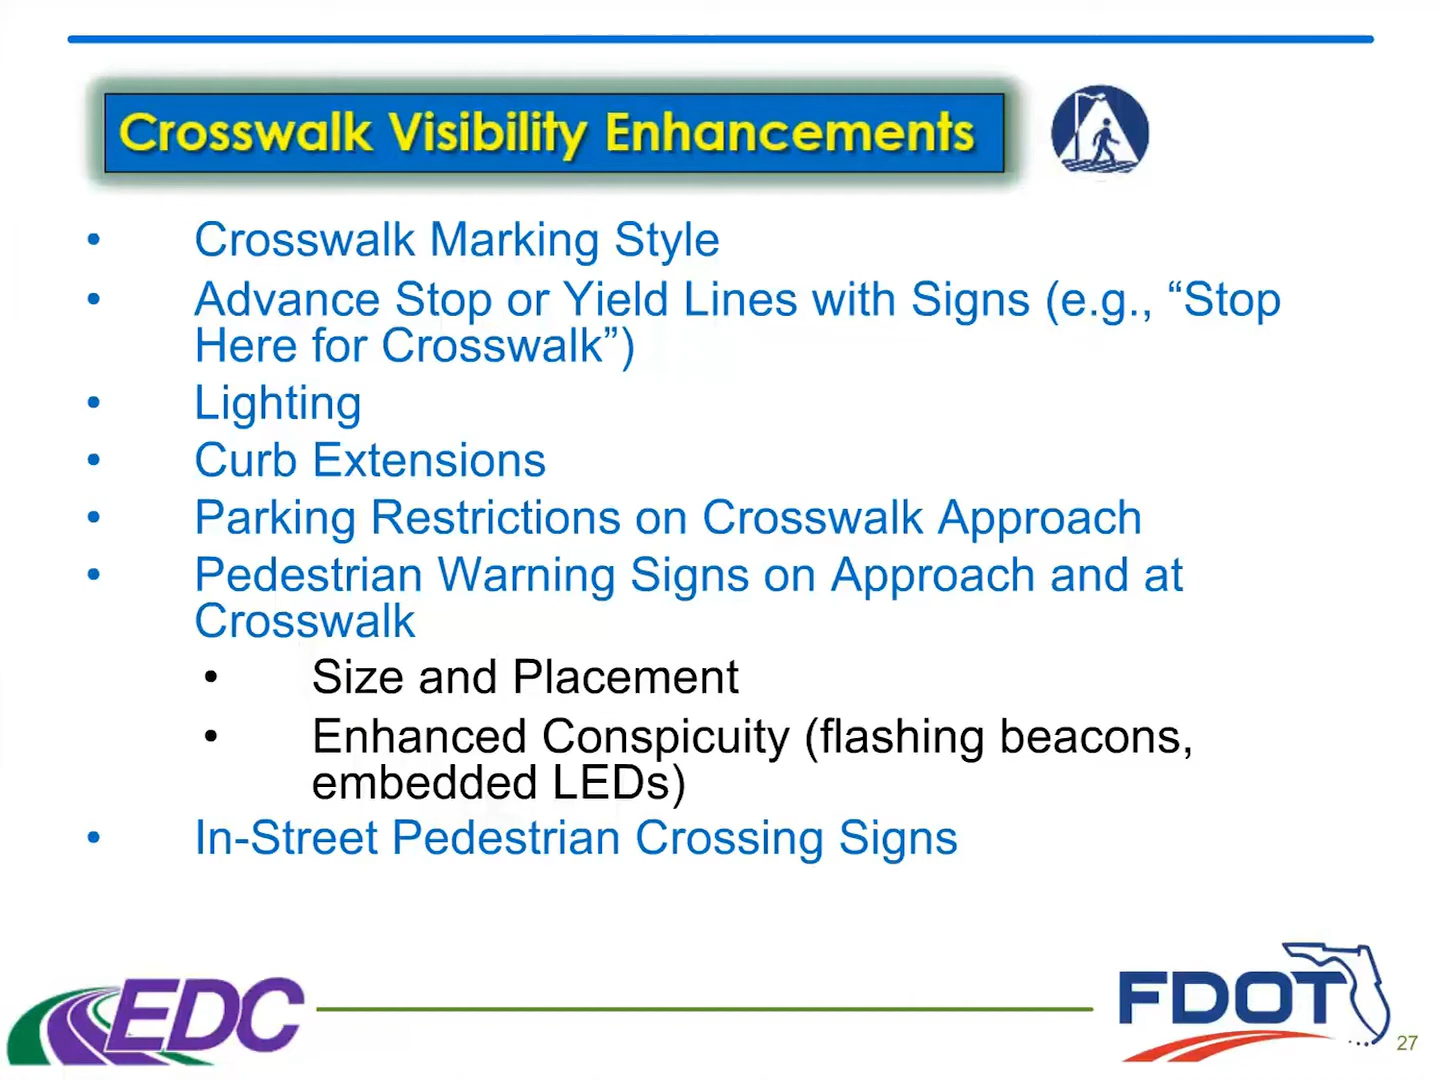 Crosswalk Visibility Enhancements
• Crosswalk Marking Style
• Advance Stop or Yield Lines with Signs (e.g., “Stop
Here for Crosswalk”)
• Lighting
• Curb Extensions
• Parking Restrictions on Crosswalk Approach
• Pedestrian Warning Signs on Approach and at
Crosswalk
• Size and Placement
• Enhanced Conspicuity (flashing beacons,
embedded LEDs)
• In-Street Pedestrian Crossing Signs
EDC
FDOT
27